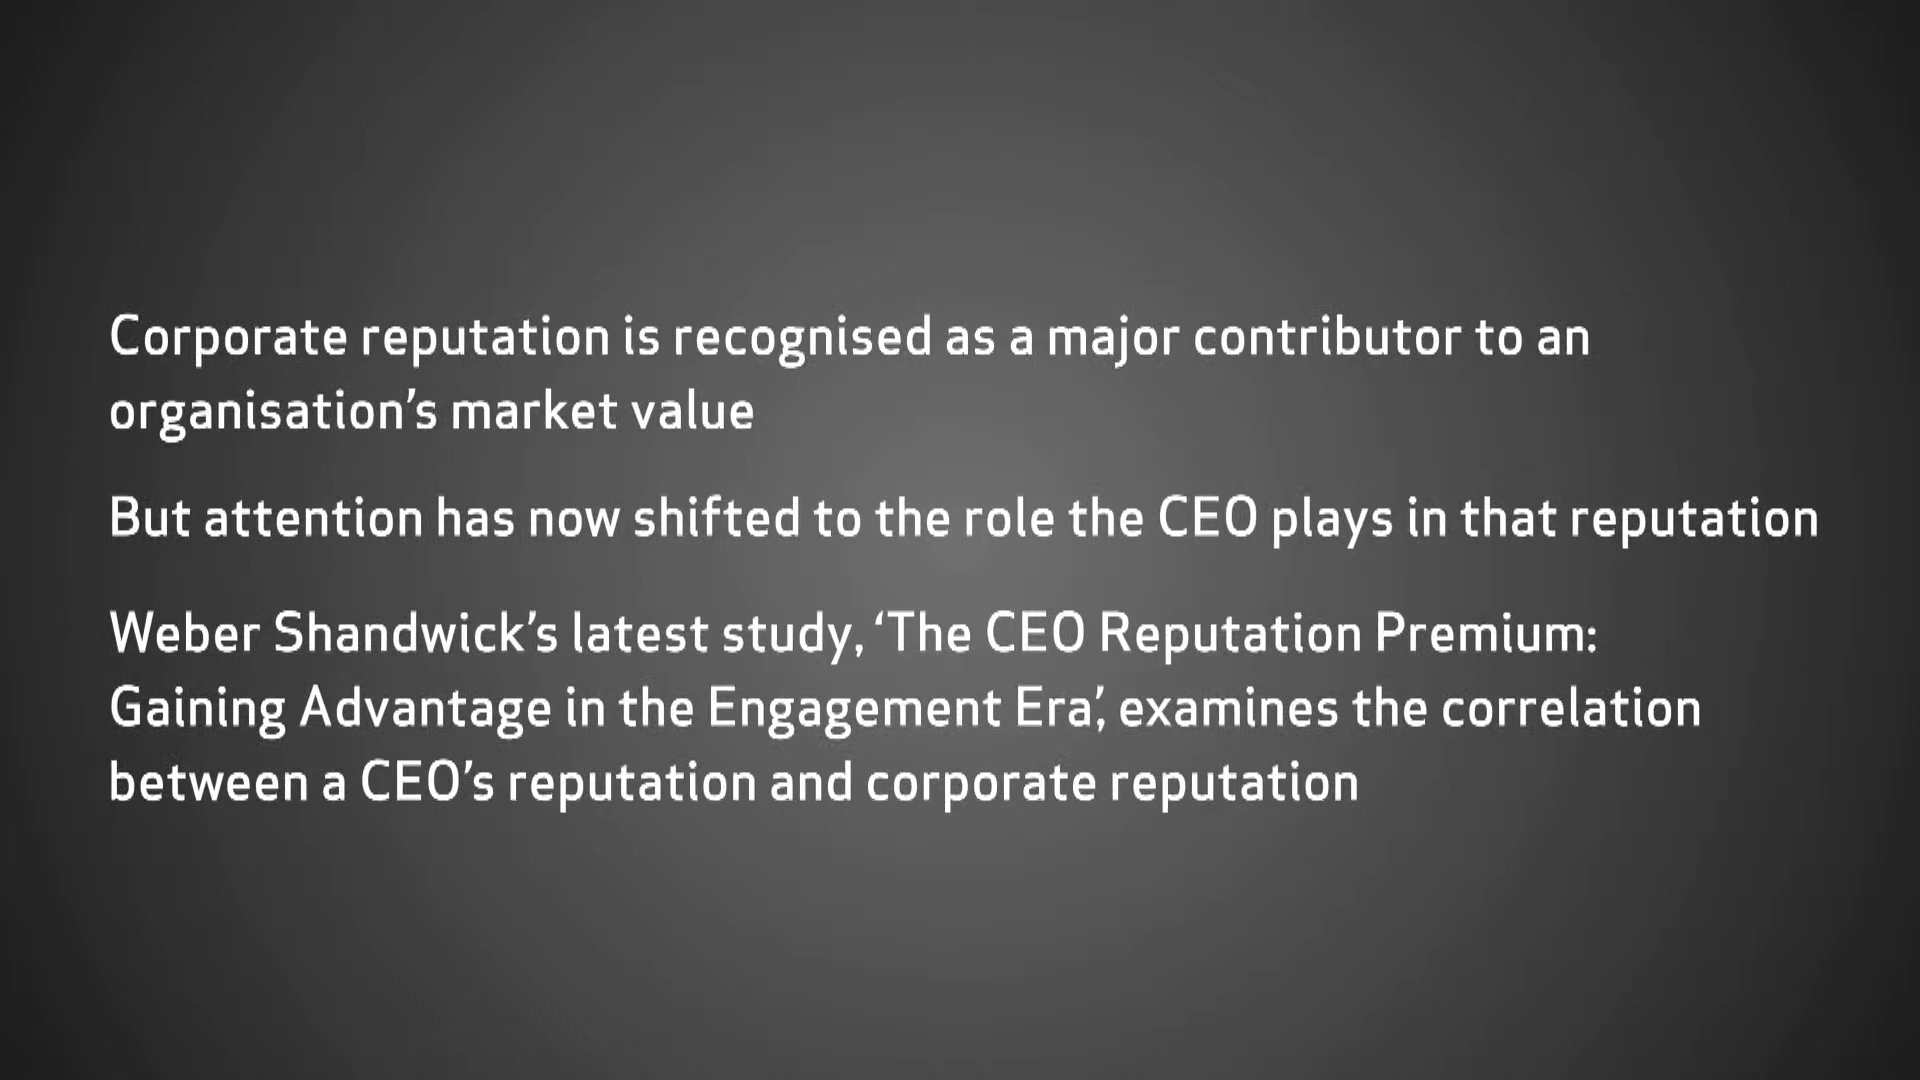 Corporate reputation is recognised as a major contributor to an
organisation’s market value
But attention has now shifted to the role the CEO plays in that reputation
Weber Shandwick’s latest study, ‘The CEO Reputation Premium:
Gaining Advantage in the Engagement Era’, examines the correlation
between a CEO’s reputation and corporate reputation